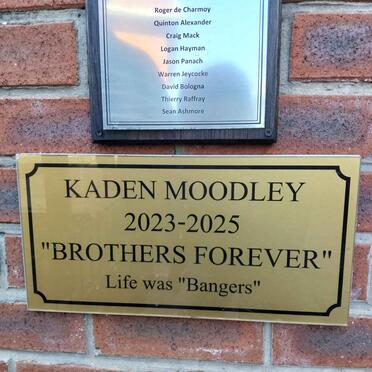 Roger de Charmoy
Quinton Alexander
Craig Mack
Logan Hayman
Jason Panach
Warren Jeycocke
David Bologna
Thierry Raffray
Sean Ashmore
KADEN MOODLEY
2023-2025
"BROTHERS FOREVER"
Life was "Bangers"